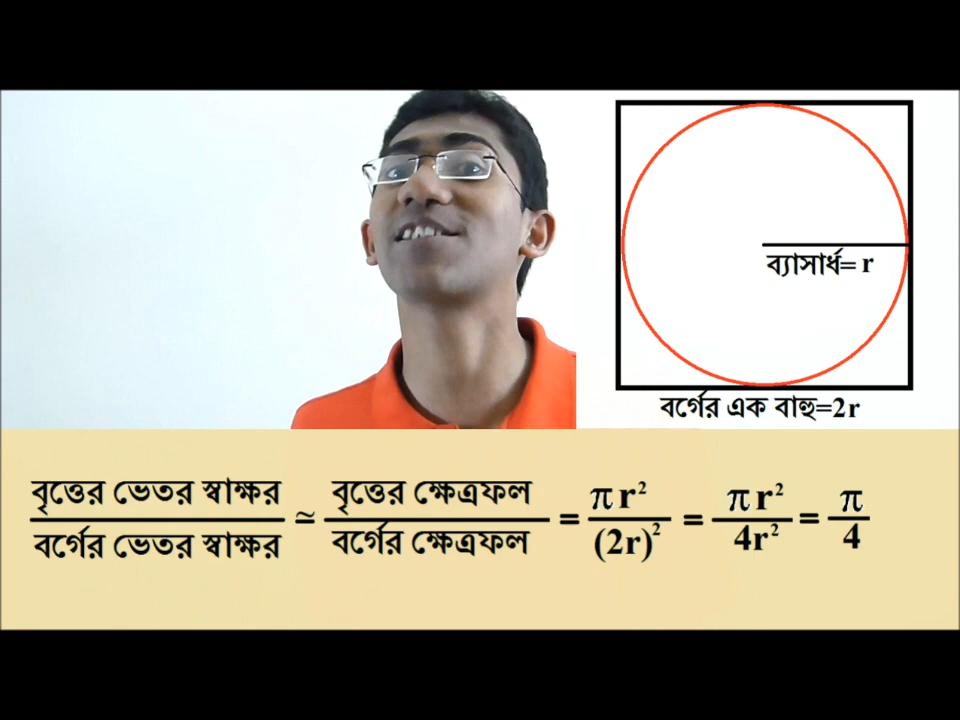 ব্যাসার্ধ= r
বর্গের এক বাহু=2r
বৃত্তের ভেতর স্বাক্ষর / বর্গের ভেতর স্বাক্ষর ≃ বৃত্তের ক্ষেত্রফল / বর্গের ক্ষেত্রফল = πr² / (2r)² = πr² / 4r² = π / 4